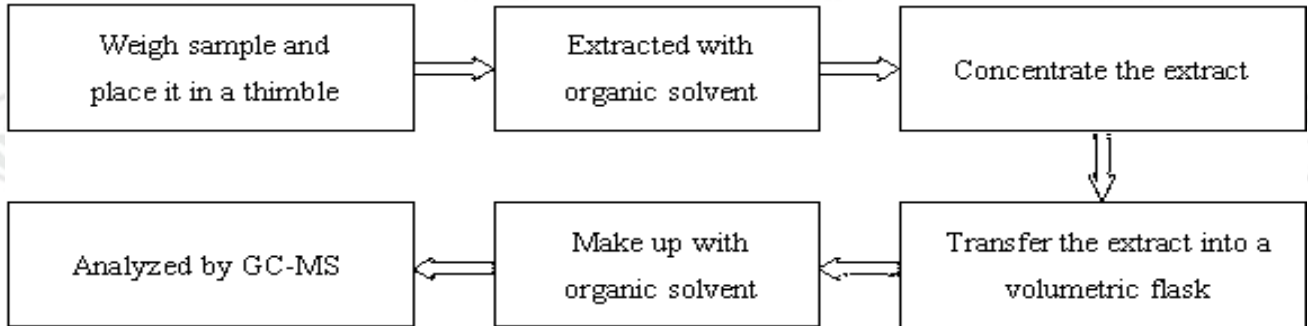 Weigh sample and
place it in a thimble
Extracted with
organic solvent
Concentrate the extract
Transfer the extract into a
volumetric flask
Make up with
organic solvent
Analyzed by GC-MS